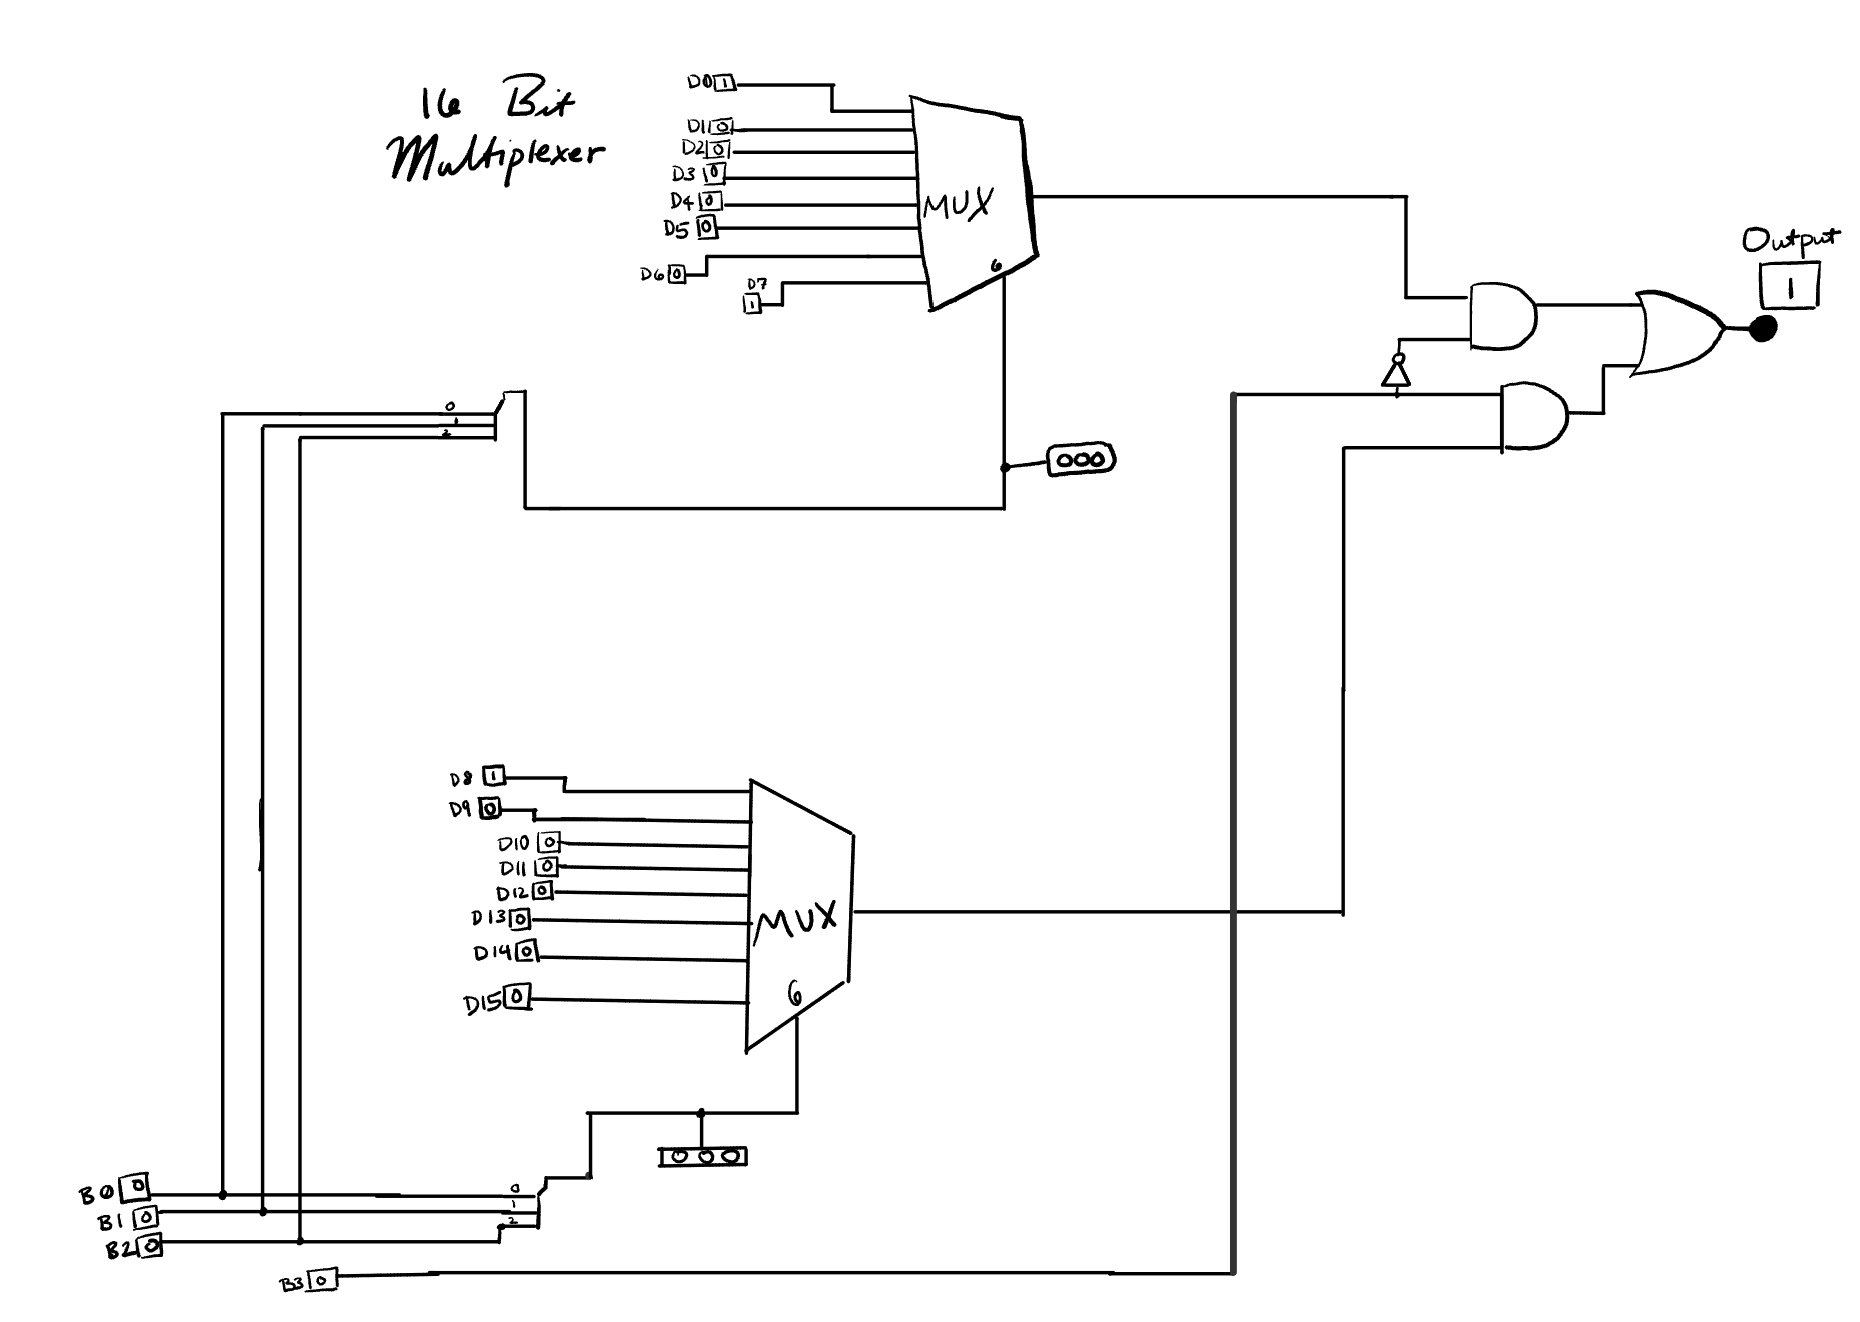 16 Bit
Multiplexer
D0 1
D1 0
D2 0
D3 0
D4 0
D5 0
D6 0
D7
1
MUX
6
Output
1
0
1
2
000
D8 1
D9 0
D10 0
D11 0
D12 0
D13 0
D14 0
D15 0
MUX
6
000
B0 0
B1 0
B2 0
0
1
2
B3 0